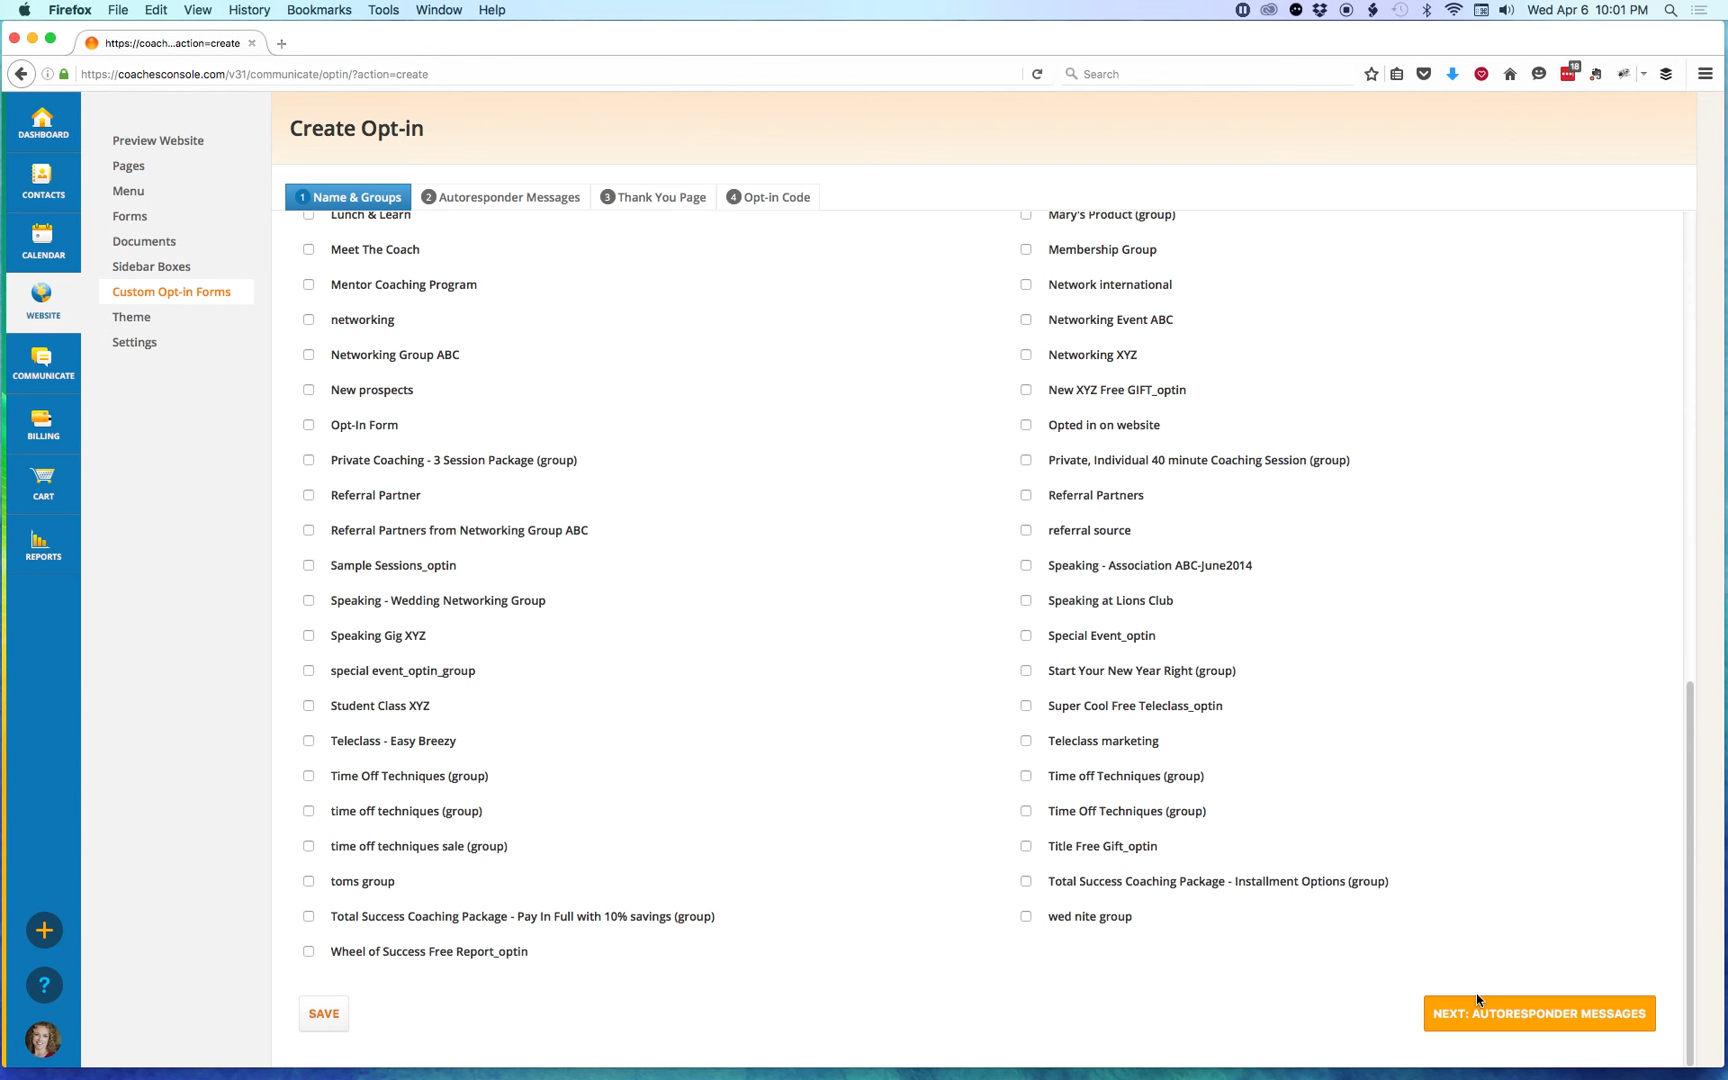 Firefox File Edit View History Bookmarks Tools Window Help Wed Apr 6 10:01 PM
https://coach...action=create
https://coachesconsole.com/v31/communicate/optin/?action=create
Search
18
DASHBOARD
CONTACTS
CALENDAR
WEBSITE
COMMUNICATE
BILLING
CART
REPORTS
+
?
Preview Website
Pages
Menu
Forms
Documents
Sidebar Boxes
Custom Opt-in Forms
Theme
Settings
Create Opt-in
1 Name & Groups 2 Autoresponder Messages 3 Thank You Page 4 Opt-in Code
Lunch & Learn Mary's Product (group)
Meet The Coach Membership Group
Mentor Coaching Program Network international
networking Networking Event ABC
Networking Group ABC Networking XYZ
New prospects New XYZ Free GIFT_optin
Opt-In Form Opted in on website
Private Coaching - 3 Session Package (group) Private, Individual 40 minute Coaching Session (group)
Referral Partner Referral Partners
Referral Partners from Networking Group ABC referral source
Sample Sessions_optin Speaking - Association ABC-June2014
Speaking - Wedding Networking Group Speaking at Lions Club
Speaking Gig XYZ Special Event_optin
special event_optin_group Start Your New Year Right (group)
Student Class XYZ Super Cool Free Teleclass_optin
Teleclass - Easy Breezy Teleclass marketing
Time Off Techniques (group) Time off Techniques (group)
time off techniques (group) Time Off Techniques (group)
time off techniques sale (group) Title Free Gift_optin
toms group Total Success Coaching Package - Installment Options (group)
Total Success Coaching Package - Pay In Full with 10% savings (group) wed nite group
Wheel of Success Free Report_optin
SAVE NEXT: AUTORESPONDER MESSAGES